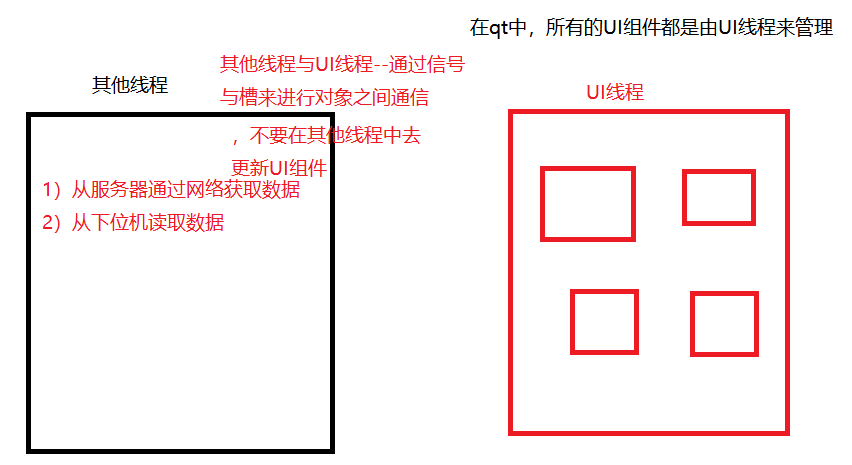 在qt中，所有的UI组件都是由UI线程来管理
其他线程
其他线程与UI线程--通过信号
与槽来进行对象之间通信
，不要在其他线程中去
更新UI组件
1）从服务器通过网络获取数据
2）从下位机读取数据
UI线程